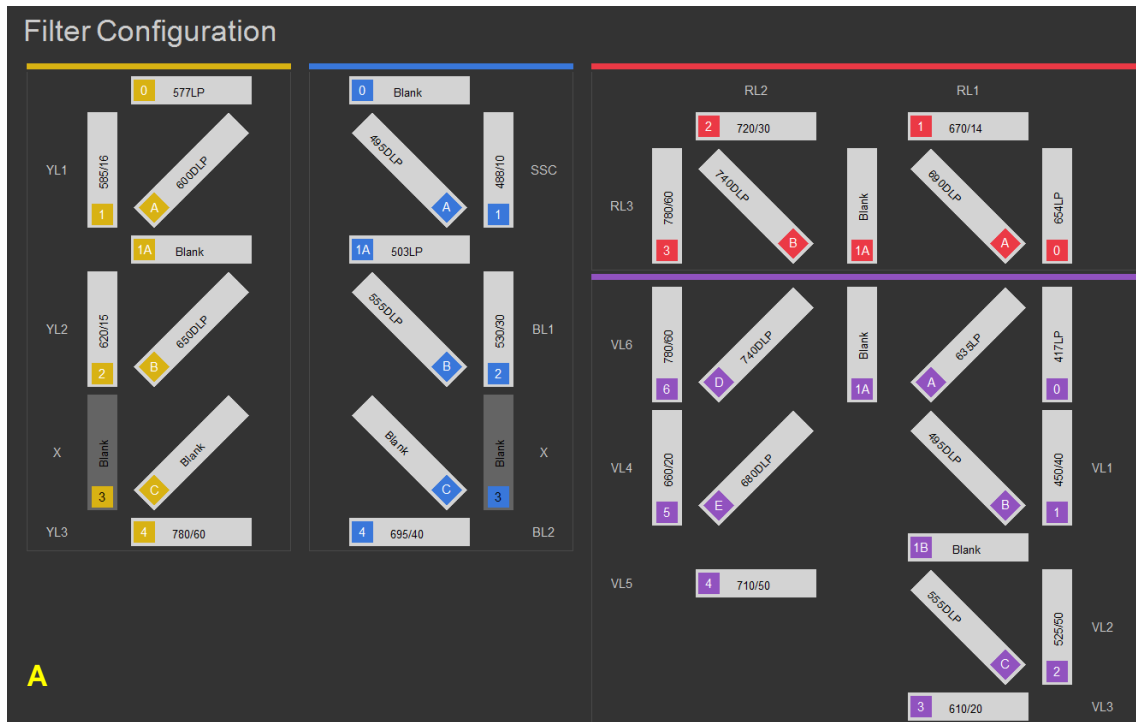 Filter Configuration
0 577LP
YL1 585/16 1
600DLP A
1A Blank
YL2 620/15 2
650DLP B
X Blank 3
Blank C
YL3 4 780/60
0 Blank
495DLP A
488/10 1 SSC
1A 503LP
555DLP B
530/30 2 BL1
Blank C
Blank 3 X
4 695/40 BL2
RL2 RL1
2 720/30
1 670/14
RL3 780/60 3
740DLP B
Blank 1A
690DLP A
654LP 0
VL6 780/60 6
740DLP D
Blank 1A
635LP A
417LP 0
VL4 660/20 5
680DLP E
495DLP B
450/40 1 VL1
1B Blank
VL5 4 710/50
555DLP C
525/50 2 VL2
3 610/20 VL3
A